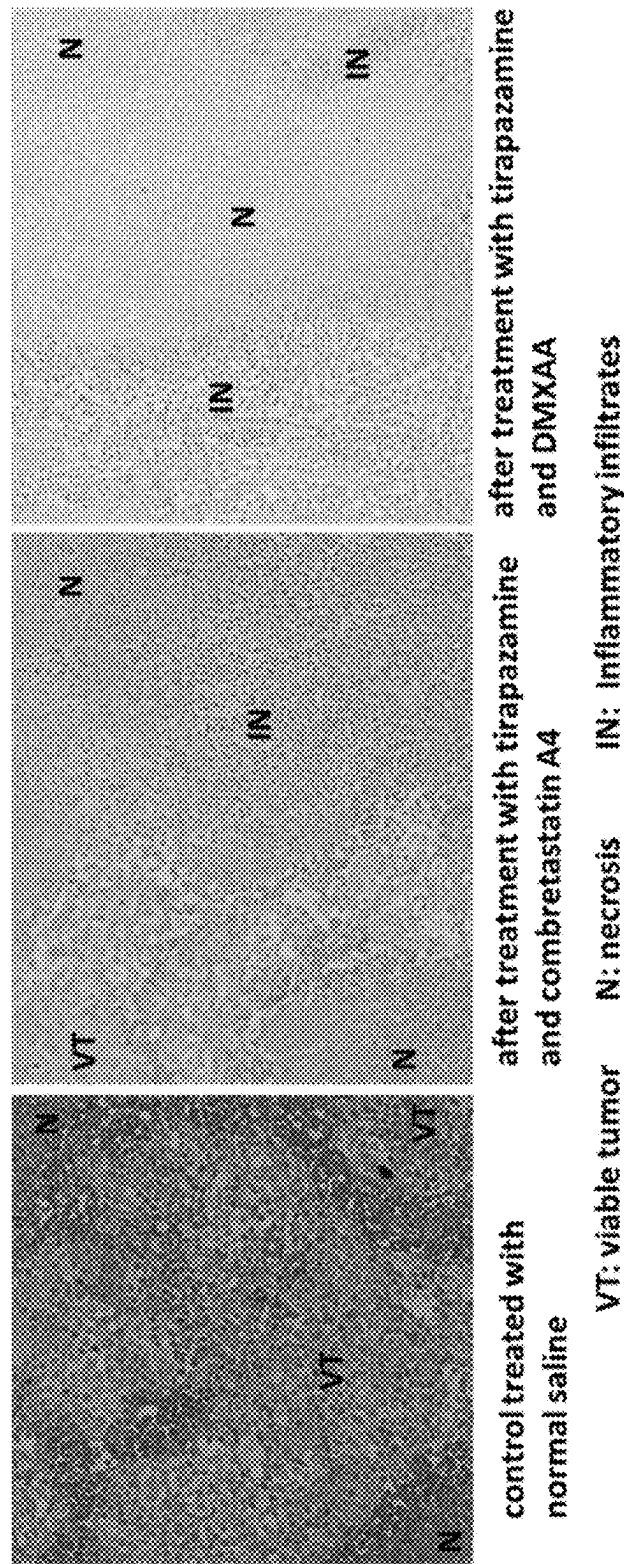 N
VT
VT
N
VT
N
IN
N
N
IN
N
IN
control treated with
normal saline
after treatment with tirapazamine
and combretastatin A4
after treatment with tirapazamine
and DMXAA
VT: viable tumor N: necrosis IN: Inflammatory infiltrates